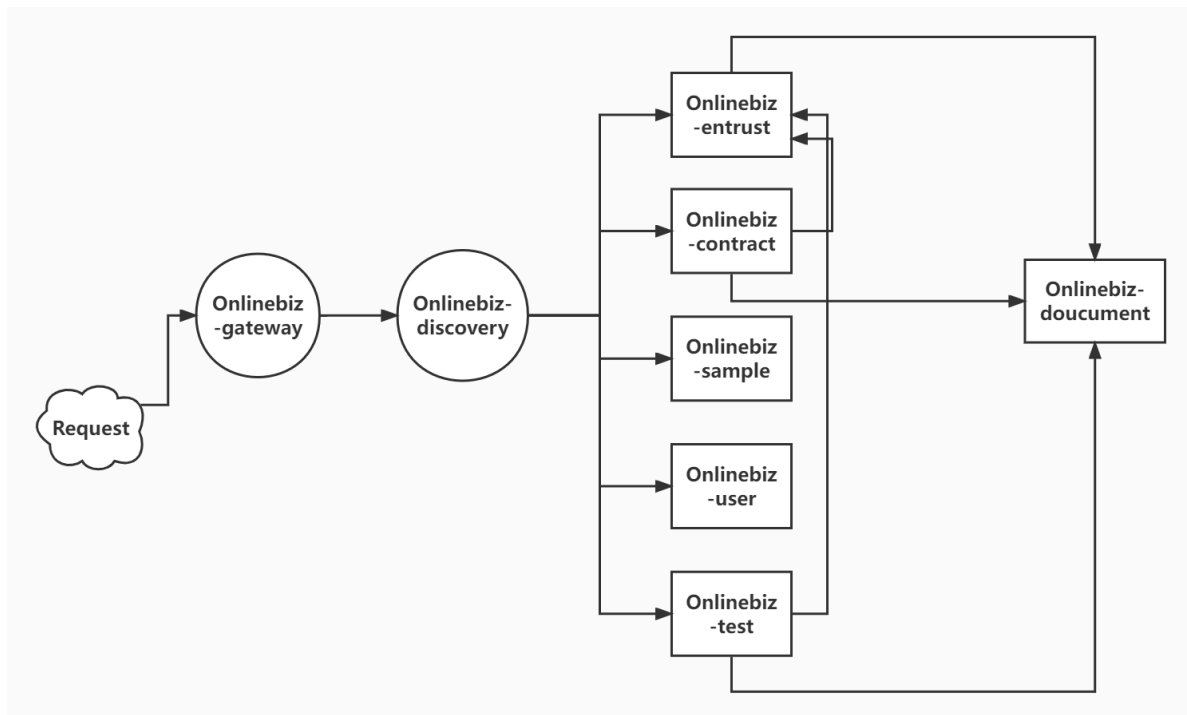 Onlinebiz
-entrust
Onlinebiz
-contract
Onlinebiz
-gateway
Onlinebiz-
discovery
Onlinebiz-
doucument
Onlinebiz
-sample
Request
Onlinebiz
-user
Onlinebiz
-test